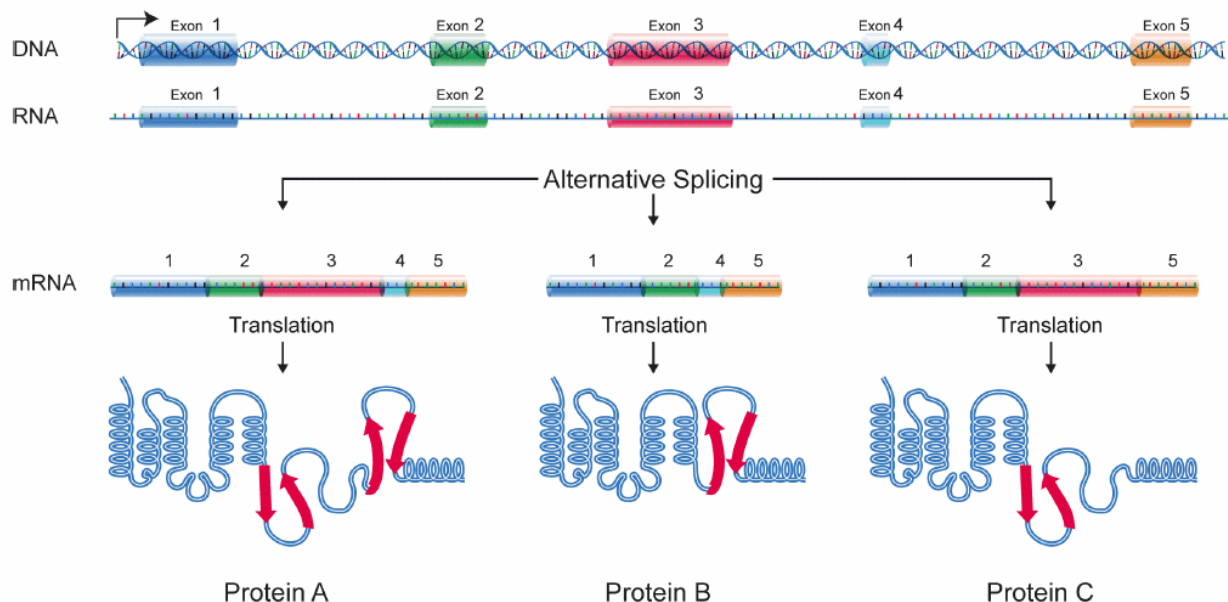 Exon 1 Exon 2 Exon 3 Exon 4 Exon 5
DNA
Exon 1 Exon 2 Exon 3 Exon 4 Exon 5
RNA
Alternative Splicing
1 2 3 4 5 1 2 4 5 1 2 3 5
mRNA
Translation Translation Translation
Protein A Protein B Protein C